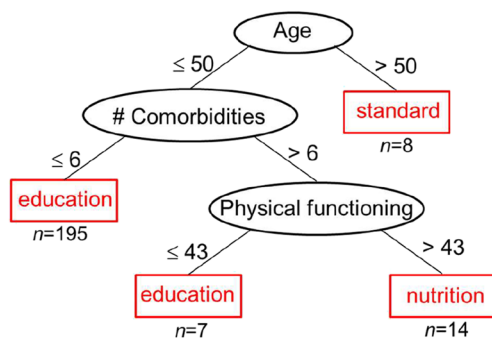 Age
≤ 50
> 50
# Comorbidities
standard
n=8
≤ 6
> 6
education
n=195
Physical functioning
≤ 43
> 43
education
nutrition
n=7
n=14